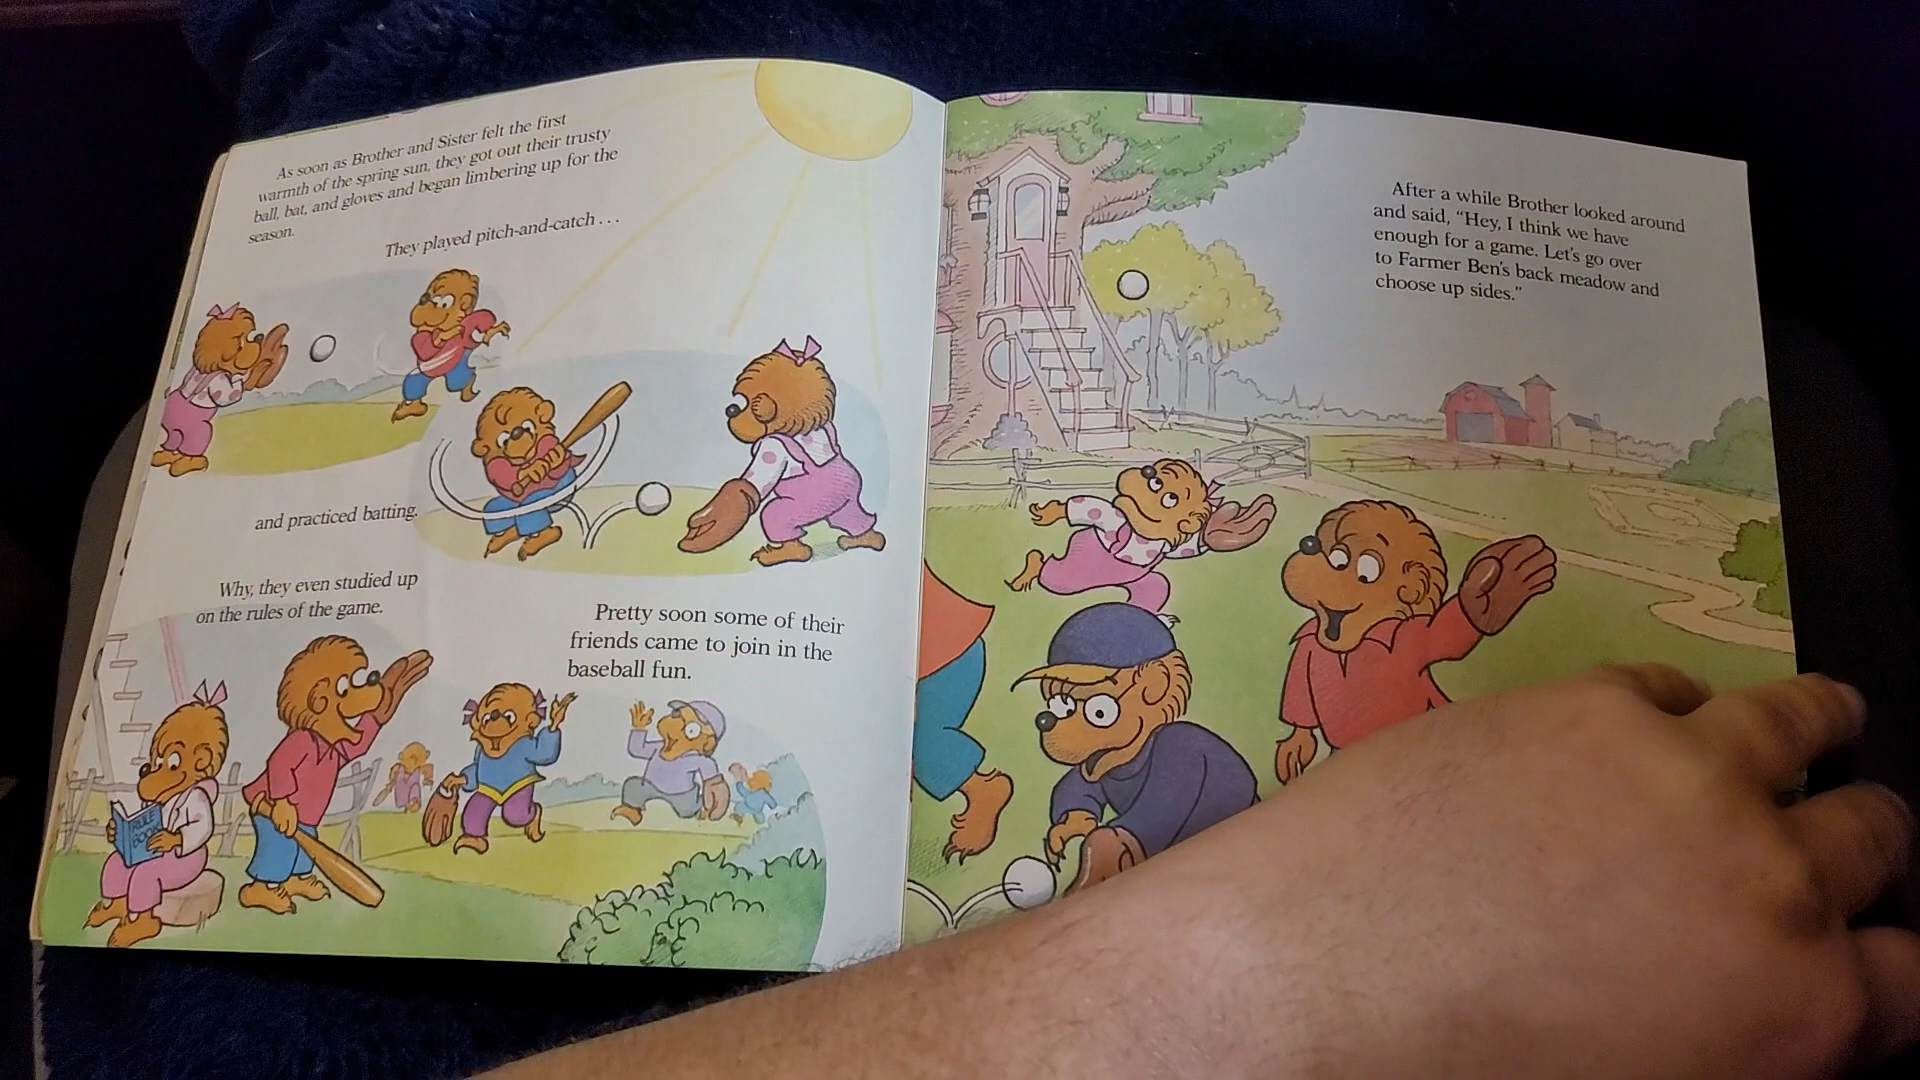 As soon as Brother and Sister felt the first
warmth of the spring sun, they got out their trusty
ball, bat, and gloves and began limbering up for the
season.
They played pitch-and-catch . . .
and practiced batting.
Why, they even studied up
on the rules of the game.
RULE
BOOK
Pretty soon some of their
friends came to join in the
baseball fun.
After a while Brother looked around
and said, “Hey, I think we have
enough for a game. Let's go over
to Farmer Ben's back meadow and
choose up sides.”